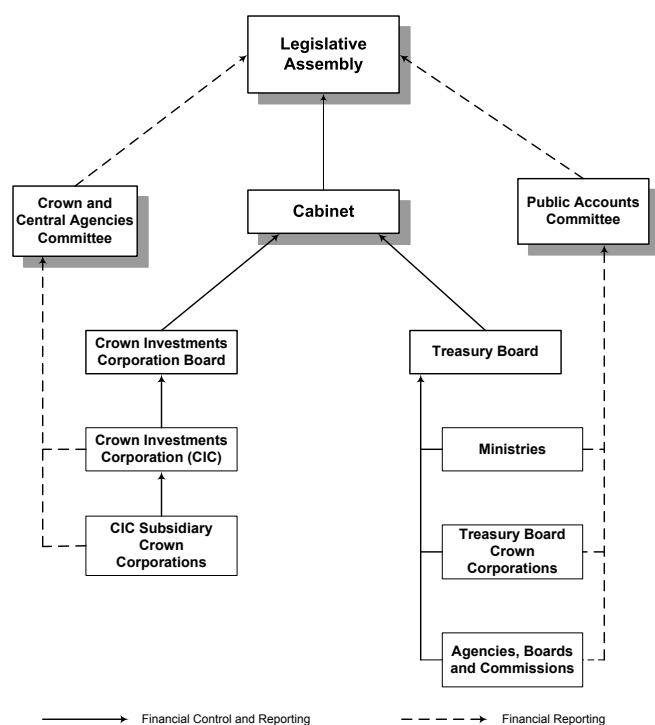 Legislative
Assembly
Crown and
Central Agencies
Committee
Cabinet
Public Accounts
Committee
Crown Investments
Corporation Board
Treasury Board
Crown Investments
Corporation (CIC)
Ministries
CIC Subsidiary
Crown
Corporations
Treasury Board
Crown
Corporations
Agencies, Boards
and Commissions
Financial Control and Reporting
Financial Reporting